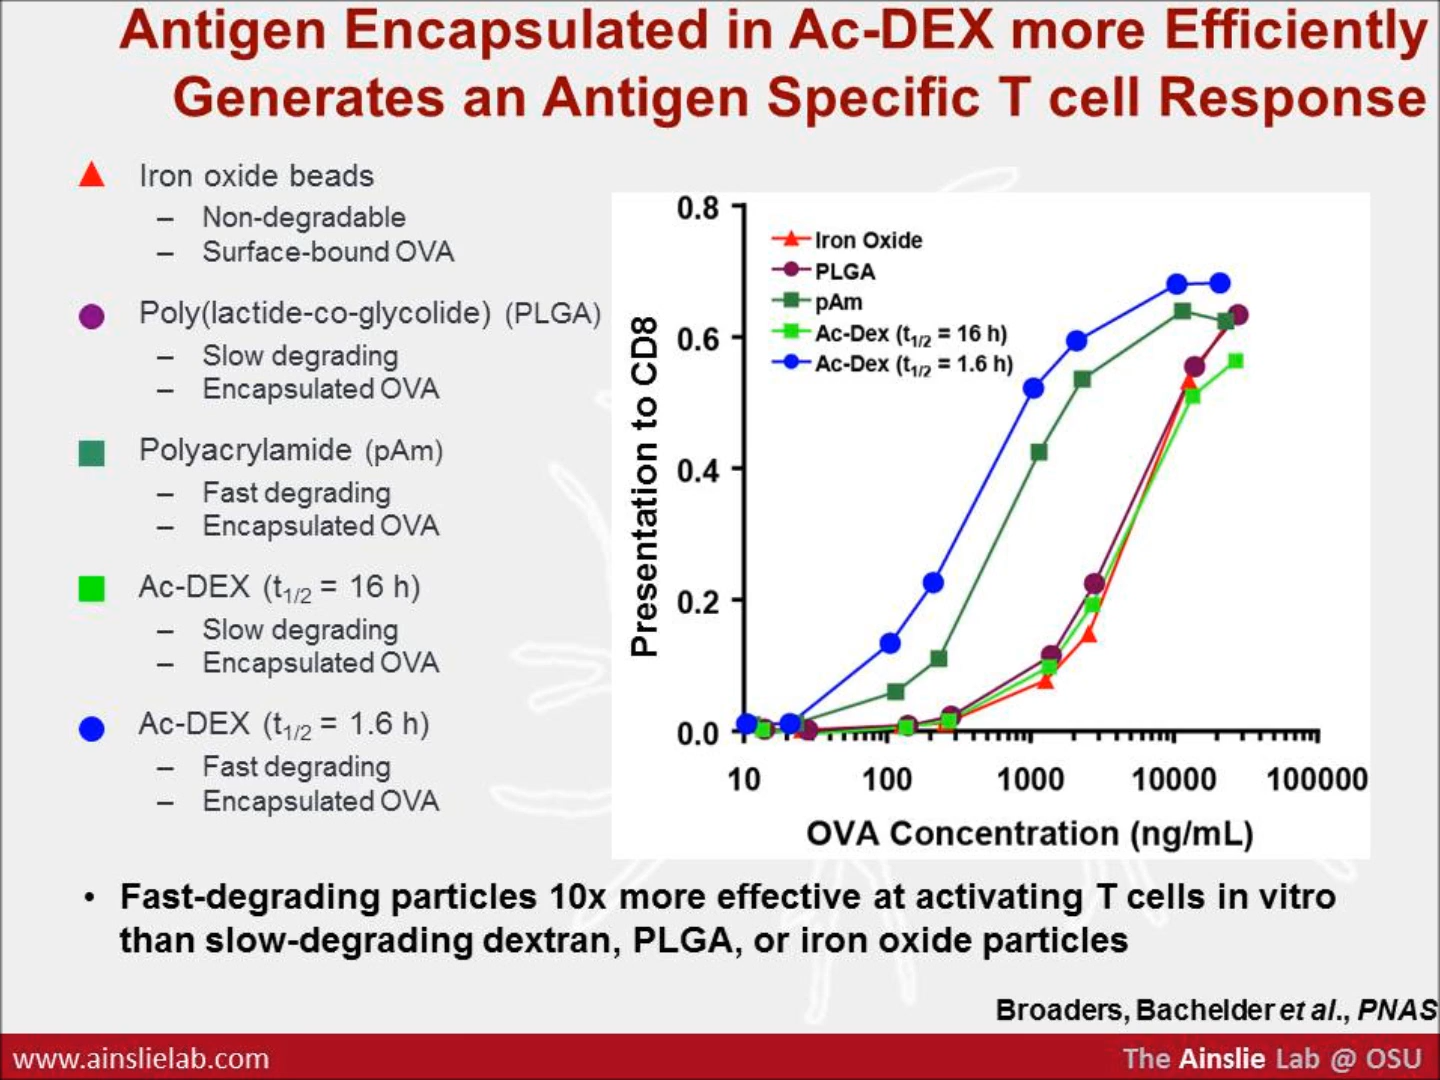 Antigen Encapsulated in Ac-DEX more Efficiently
Generates an Antigen Specific T cell Response
Iron oxide beads
– Non-degradable
– Surface-bound OVA
Poly(lactide-co-glycolide) (PLGA)
– Slow degrading
– Encapsulated OVA
Polyacrylamide (pAm)
– Fast degrading
– Encapsulated OVA
Ac-DEX (t1/2 = 16 h)
– Slow degrading
– Encapsulated OVA
Ac-DEX (t1/2 = 1.6 h)
– Fast degrading
– Encapsulated OVA
Presentation to CD8
0.8
0.6
0.4
0.2
0.0
Iron Oxide
PLGA
pAm
Ac-Dex (t1/2 = 16 h)
Ac-Dex (t1/2 = 1.6 h)
10 100 1000 10000 100000
OVA Concentration (ng/mL)
• Fast-degrading particles 10x more effective at activating T cells in vitro
than slow-degrading dextran, PLGA, or iron oxide particles
Broaders, Bachelder et al., PNAS
www.ainslielab.com
The Ainslie Lab @ OSU